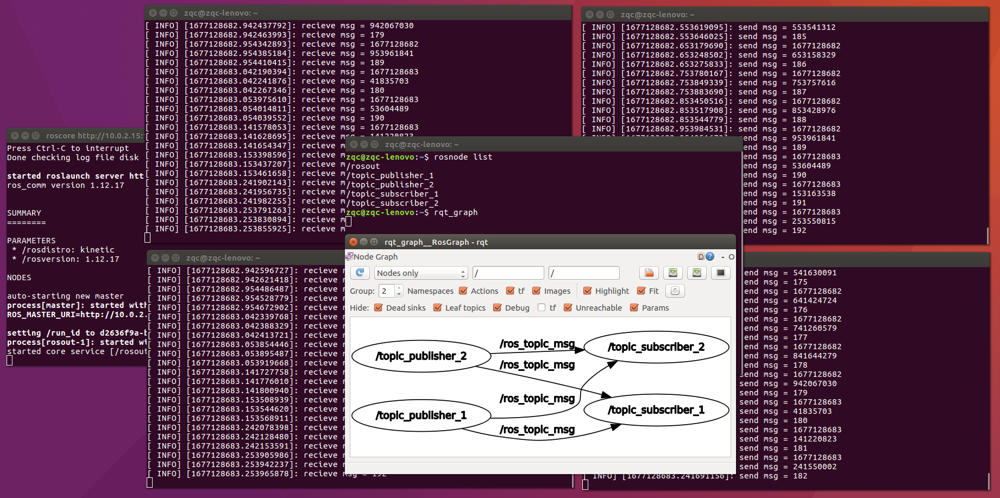 zqc@zqc-lenovo: ~
[ INFO] [1677128682.942437792]: recieve msg = 942067030
[ INFO] [1677128682.942463993]: recieve msg = 179
[ INFO] [1677128682.954342893]: recieve msg = 1677128682
[ INFO] [1677128682.954385184]: recieve msg = 953961841
[ INFO] [1677128682.954410415]: recieve msg = 189
[ INFO] [1677128683.042190394]: recieve msg = 1677128683
[ INFO] [1677128683.042241876]: recieve msg = 41835703
[ INFO] [1677128683.042267346]: recieve msg = 180
[ INFO] [1677128683.053975610]: recieve msg = 1677128683
[ INFO] [1677128683.054014811]: recieve msg = 53604489
[ INFO] [1677128683.054039552]: recieve msg = 190
[ INFO] [1677128683.141578053]: recieve msg = 1677128683
[ INFO] [1677128683.141628695]: recieve msg = 141220823
[ INFO] [1677128683.141654347]: recieve m
[ INFO] [1677128683.153398596]: recieve m
[ INFO] [1677128683.153437207]: recieve m
[ INFO] [1677128683.153461658]: recieve m
[ INFO] [1677128683.241902143]: recieve m
[ INFO] [1677128683.241956735]: recieve m
[ INFO] [1677128683.241982255]: recieve m
[ INFO] [1677128683.253791263]: recieve m
[ INFO] [1677128683.253830894]: recieve m
[ INFO] [1677128683.253855925]: recieve m
zqc@zqc-lenovo: ~
[ INFO] [1677128682.553619095]: send msg = 553541312
[ INFO] [1677128682.553646025]: send msg = 185
[ INFO] [1677128682.653179690]: send msg = 1677128682
[ INFO] [1677128682.653248502]: send msg = 653158329
[ INFO] [1677128682.653275833]: send msg = 186
[ INFO] [1677128682.753780167]: send msg = 1677128682
[ INFO] [1677128682.753849339]: send msg = 753757616
[ INFO] [1677128682.753883690]: send msg = 187
[ INFO] [1677128682.853450516]: send msg = 1677128682
[ INFO] [1677128682.853517908]: send msg = 853428976
[ INFO] [1677128682.853544779]: send msg = 188
[ INFO] [1677128682.953984531]: send msg = 1677128682
end msg = 953961841
end msg = 189
end msg = 1677128683
end msg = 53604489
end msg = 190
end msg = 1677128683
end msg = 153163538
end msg = 191
end msg = 1677128683
end msg = 253550815
end msg = 192
roscore http://10.0.2.15:
Press Ctrl-C to interrupt
Done checking log file disk
started roslaunch server htt
ros_comm version 1.12.17
SUMMARY
========
PARAMETERS
* /rosdistro: kinetic
* /rosversion: 1.12.17
NODES
auto-starting new master
process[master]: started with
ROS_MASTER_URI=http://10.0.2.
setting /run_id to d2636f9a-b
process[rosout-1]: started wi
started core service [/rosout
zqc@zqc-lenovo: ~
zqc@zqc-lenovo:~$ rosnode list
/rosout
/topic_publisher_1
/topic_publisher_2
/topic_subscriber_1
/topic_subscriber_2
zqc@zqc-lenovo:~$ rqt_graph
zqc@zqc-lenovo: ~
[ INFO] [1677128682.942596727]: recieve m
[ INFO] [1677128682.942621418]: recieve m
[ INFO] [1677128682.954486487]: recieve m
[ INFO] [1677128682.954528779]: recieve m
[ INFO] [1677128682.954672902]: recieve m
[ INFO] [1677128683.042339768]: recieve m
[ INFO] [1677128683.042388329]: recieve m
[ INFO] [1677128683.042413721]: recieve m
[ INFO] [1677128683.053854446]: recieve m
[ INFO] [1677128683.053895487]: recieve m
[ INFO] [1677128683.053919668]: recieve m
[ INFO] [1677128683.141727758]: recieve m
[ INFO] [1677128683.141776010]: recieve m
[ INFO] [1677128683.141800940]: recieve m
[ INFO] [1677128683.153508939]: recieve m
[ INFO] [1677128683.153544620]: recieve m
[ INFO] [1677128683.153568911]: recieve m
[ INFO] [1677128683.242078398]: recieve m
[ INFO] [1677128683.242128480]: recieve m
[ INFO] [1677128683.242153591]: recieve m
[ INFO] [1677128683.253905986]: recieve m
[ INFO] [1677128683.253942237]: recieve m
[ INFO] [1677128683.253965878]: recieve msg = 192
rqt_graph__RosGraph - rqt
Node Graph
D ? - O
Nodes only / /
Group: 2 Namespaces Actions tf Images Highlight Fit
Hide: Dead sinks Leaf topics Debug tf Unreachable Params
/topic_publisher_2
/topic_publisher_1
/ros_topic_msg
/ros_topic_msg
/ros_topic_msg
/ros_topic_msg
/topic_subscriber_2
/topic_subscriber_1
send msg = 541630091
send msg = 175
send msg = 1677128682
send msg = 641424724
send msg = 176
send msg = 1677128682
send msg = 741260579
send msg = 177
send msg = 1677128682
send msg = 841644279
send msg = 178
send msg = 1677128682
send msg = 942067030
send msg = 179
send msg = 1677128683
send msg = 41835703
send msg = 180
send msg = 1677128683
send msg = 141220823
send msg = 181
send msg = 1677128683
send msg = 241550002
[ INFO] [1677128683.241691156]: send msg = 182